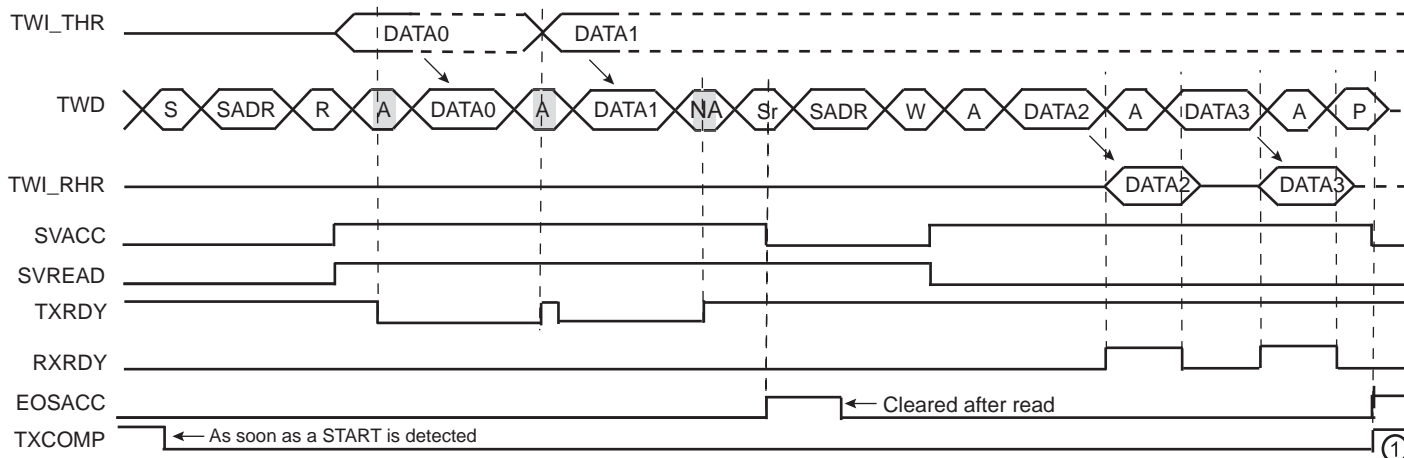 TWI_THR DATA0 DATA1
TWD S SADR R A DATA0 A DATA1 NA Sr SADR W A DATA2 A DATA3 A P
TWI_RHR DATA2 DATA3
SVACC
SVREAD
TXRDY
RXRDY
EOSACC Cleared after read
TXCOMP As soon as a START is detected 1